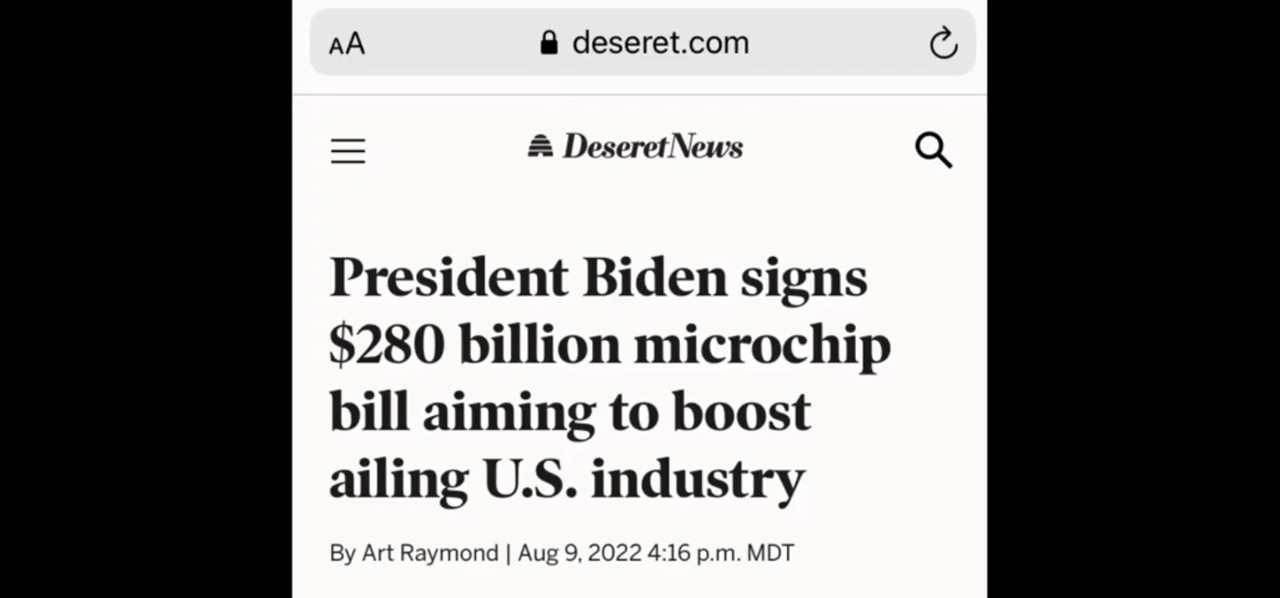 AA deseret.com
DeseretNews
President Biden signs
$280 billion microchip
bill aiming to boost
ailing U.S. industry
By Art Raymond | Aug 9, 2022 4:16 p.m. MDT